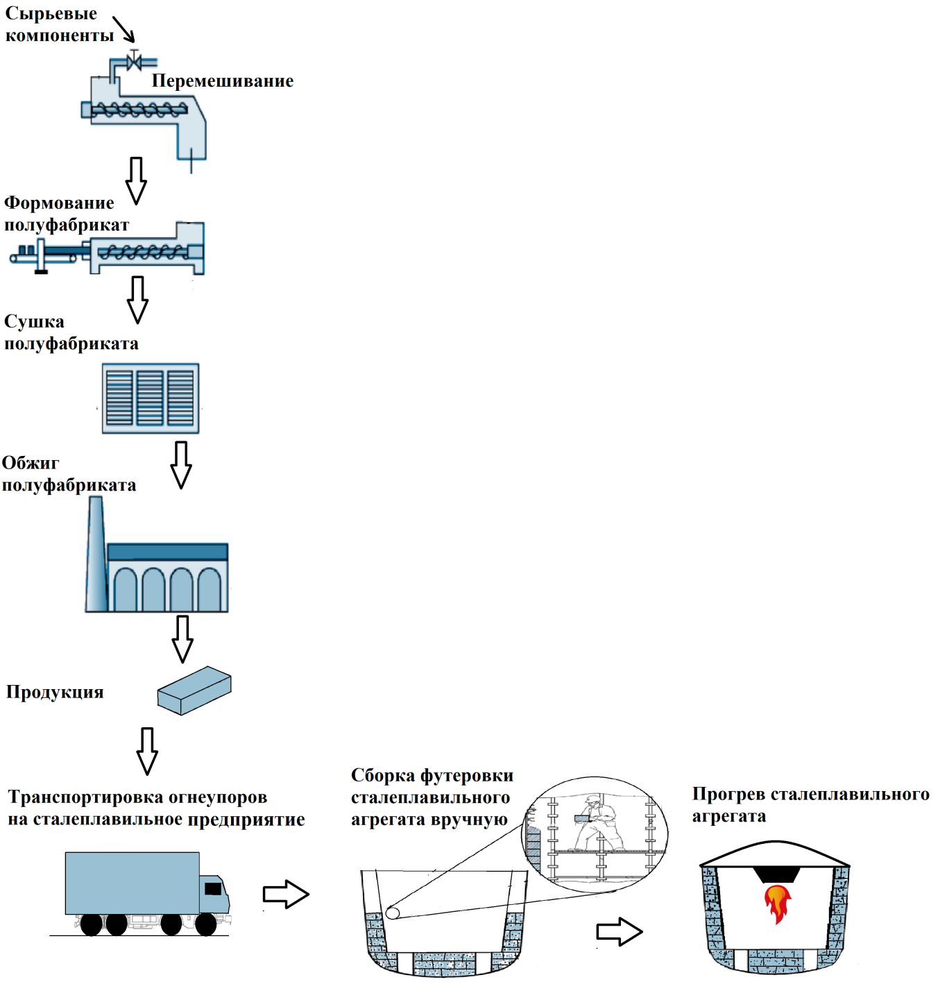 Сырьевые
компоненты
Перемешивание
Формование
полуфабрикат
Сушка
полуфабриката
Обжиг
полуфабриката
Продукция
Транспортировка огнеупоров
на сталеплавильное предприятие
Сборка футеровки
сталеплавильного
агрегата вручную
Прогрев сталеплавильного
агрегата